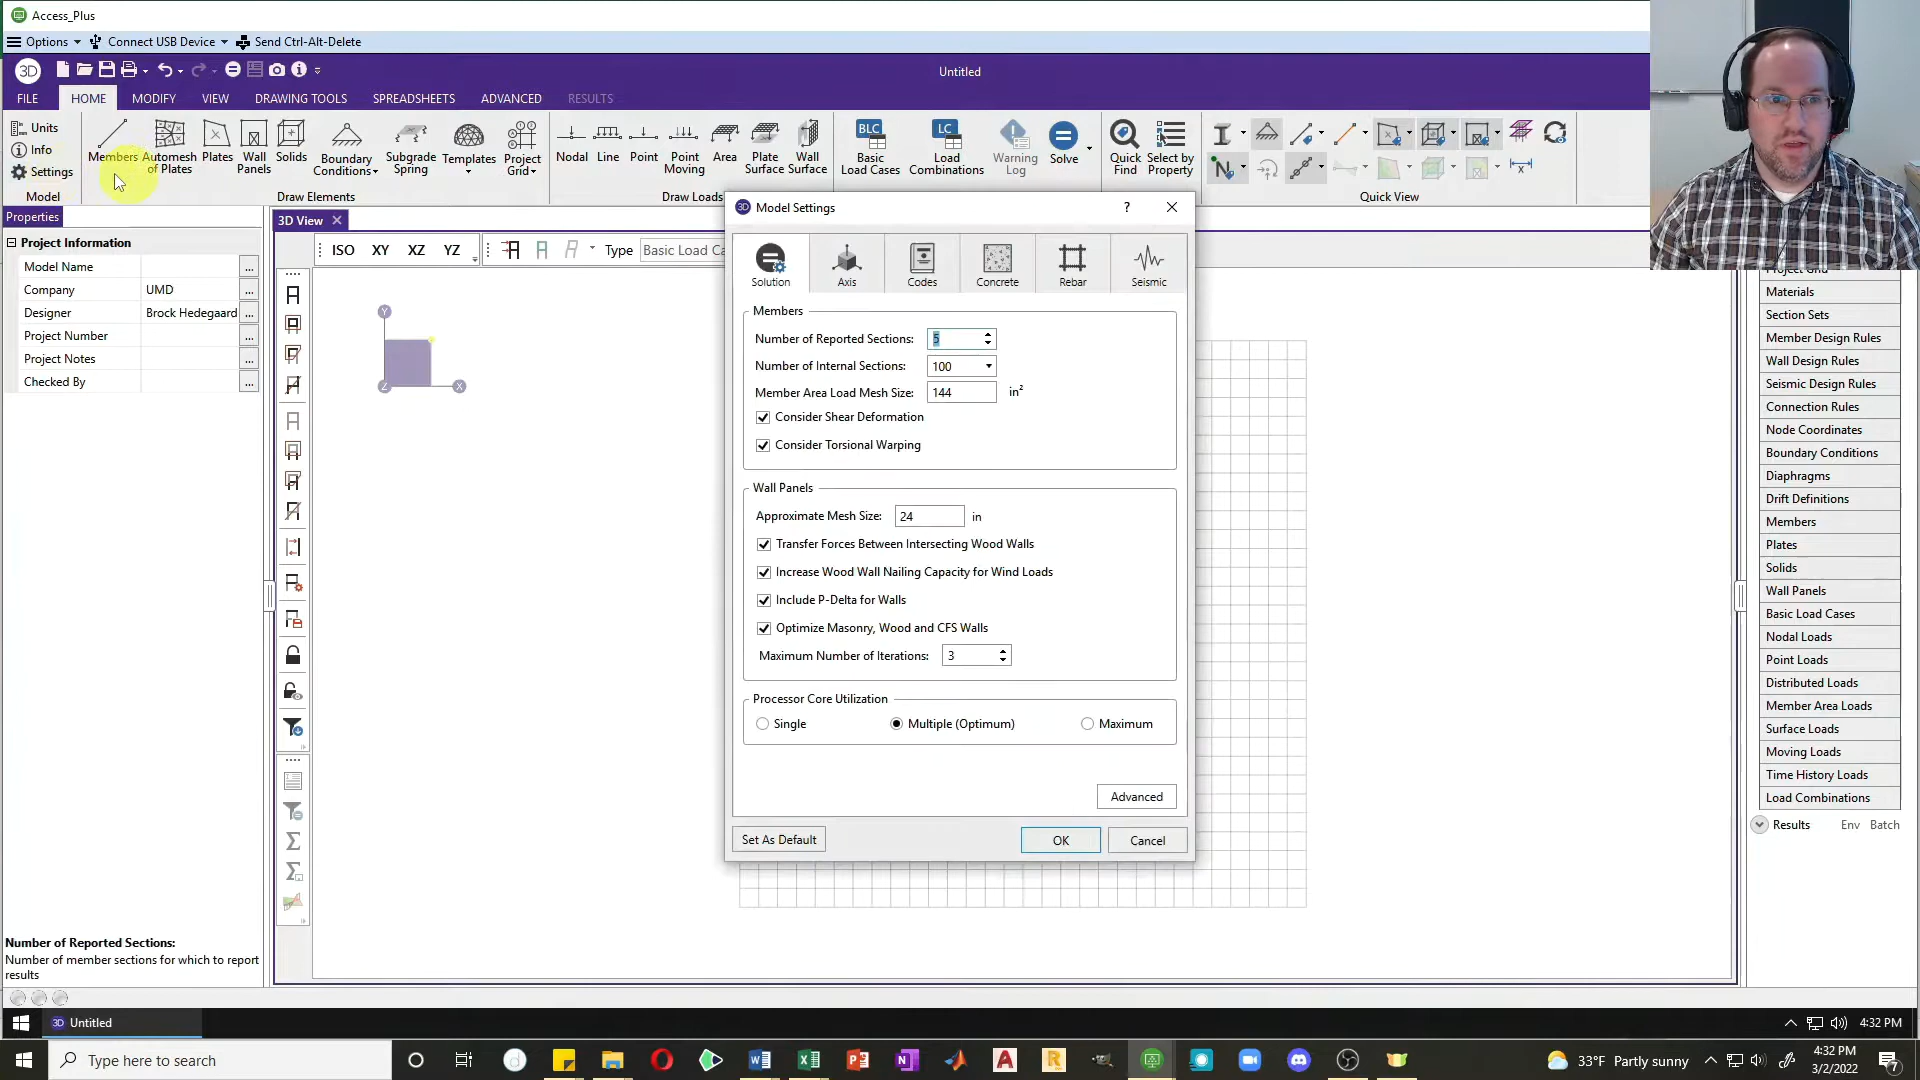 Access_Plus
Options Connect USB Device Send Ctrl-Alt-Delete
3D Untitled
FILE HOME MODIFY VIEW DRAWING TOOLS SPREADSHEETS ADVANCED RESULTS
Units
Info
Settings
Model
Members
Automesh of Plates
Plates
Wall Panels
Solids
Boundary Conditions
Subgrade Spring
Templates
Project Grid
Draw Elements
Nodal
Line
Point
Point Moving
Area
Plate Surface
Wall Surface
Draw Loads
BLC
Basic Load Cases
LC
Load Combinations
Warning Log
Solve
Quick Find
Select by Property
N
Quick View
Properties
Project Information
Model Name ...
Company UMD ...
Designer Brock Hedegaard ...
Project Number ...
Project Notes ...
Checked By ...
3D View
ISO XY XZ YZ Type Basic Load Ca
Y
Z X
3D Model Settings ?
Solution Axis Codes Concrete Rebar Seismic
Members
Number of Reported Sections: 5
Number of Internal Sections: 100
Member Area Load Mesh Size: 144 in²
Consider Shear Deformation
Consider Torsional Warping
Wall Panels
Approximate Mesh Size: 24 in
Transfer Forces Between Intersecting Wood Walls
Increase Wood Wall Nailing Capacity for Wind Loads
Include P-Delta for Walls
Optimize Masonry, Wood and CFS Walls
Maximum Number of Iterations: 3
Processor Core Utilization
Single Multiple (Optimum) Maximum
Advanced
Set As Default OK Cancel
Project Grid
Materials
Section Sets
Member Design Rules
Wall Design Rules
Seismic Design Rules
Connection Rules
Node Coordinates
Boundary Conditions
Diaphragms
Drift Definitions
Members
Plates
Solids
Wall Panels
Basic Load Cases
Nodal Loads
Point Loads
Distributed Loads
Member Area Loads
Surface Loads
Moving Loads
Time History Loads
Load Combinations
Results Env Batch
Number of Reported Sections:
Number of member sections for which to report
results
3D Untitled 4:32 PM
Type here to search
33°F Partly sunny
4:32 PM
3/2/2022
7